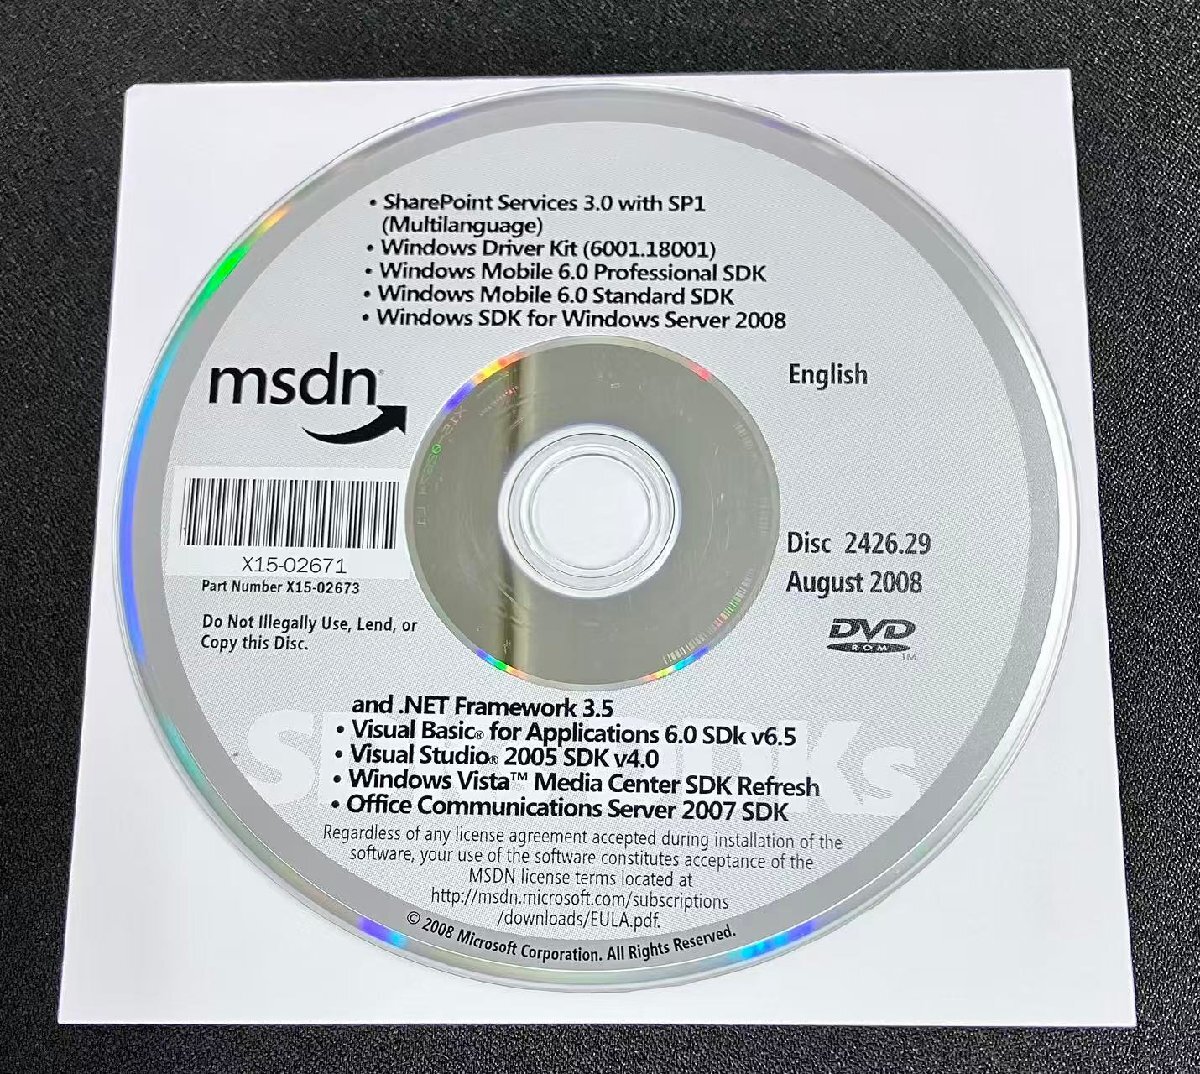 • SharePoint Services 3.0 with SP1
(Multilanguage)
• Windows Driver Kit (6001.18001)
• Windows Mobile 6.0 Professional SDK
• Windows Mobile 6.0 Standard SDK
• Windows SDK for Windows Server 2008
msdn
English
X15-02671
Part Number X15-02673
Do Not Illegally Use, Lend, or
Copy this Disc.
Disc 2426.29
August 2008
DVD
ROM
TM
and .NET Framework 3.5
• Visual Basic® for Applications 6.0 SDk v6.5
• Visual Studio® 2005 SDK v4.0
• Windows Vista™ Media Center SDK Refresh
• Office Communications Server 2007 SDK
Regardless of any license agreement accepted during installation of the
software, your use of the software constitutes acceptance of the
MSDN license terms located at
http://msdn.microsoft.com/subscriptions
/downloads/EULA.pdf.
© 2008 Microsoft Corporation. All Rights Reserved.